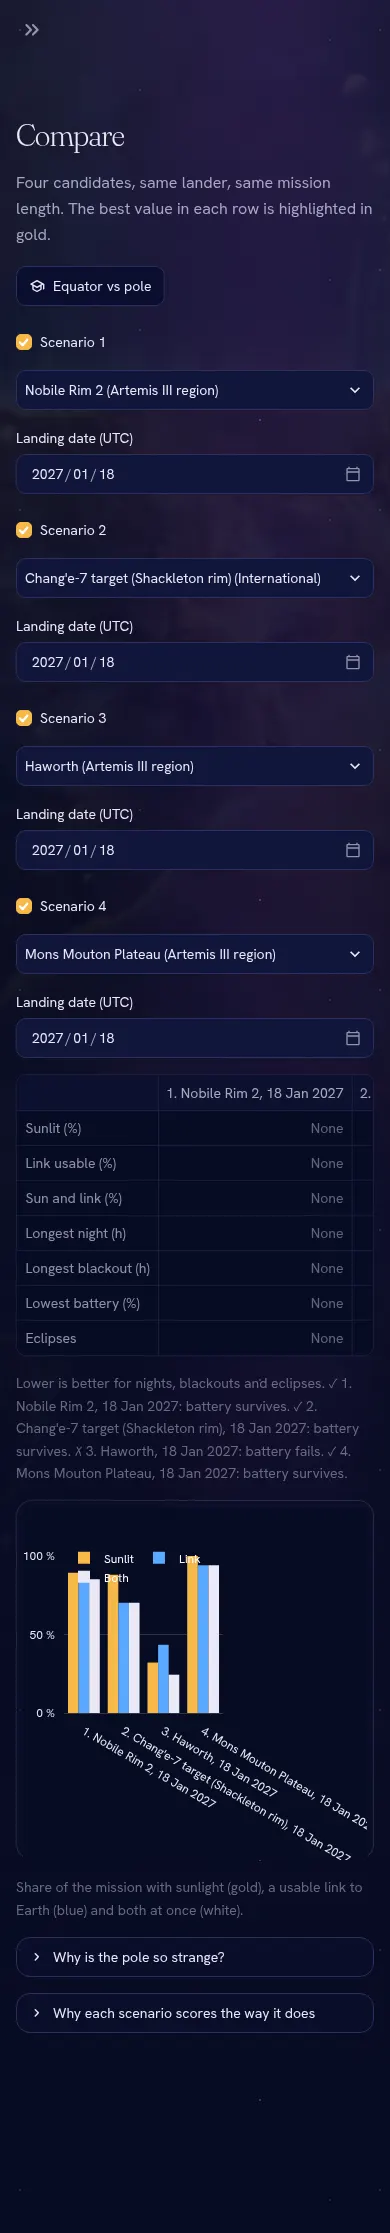 Compare
Four candidates, same lander, same mission
length. The best value in each row is highlighted in
gold.
Equator vs pole
Scenario 1
Nobile Rim 2 (Artemis III region)
Landing date (UTC)
2027/01/18
Scenario 2
Chang'e-7 target (Shackleton rim) (International)
Landing date (UTC)
2027/01/18
Scenario 3
Haworth (Artemis III region)
Landing date (UTC)
2027/01/18
Scenario 4
Mons Mouton Plateau (Artemis III region)
Landing date (UTC)
2027/01/18
1. Nobile Rim 2, 18 Jan 2027 2.
Sunlit (%) None
Link usable (%) None
Sun and link (%) None
Longest night (h) None
Longest blackout (h) None
Lowest battery (%) None
Eclipses None
Lower is better for nights, blackouts and eclipses. ✓ 1.
Nobile Rim 2, 18 Jan 2027: battery survives. ✓ 2.
Chang'e-7 target (Shackleton rim), 18 Jan 2027: battery
survives. ✗ 3. Haworth, 18 Jan 2027: battery fails. ✓ 4.
Mons Mouton Plateau, 18 Jan 2027: battery survives.
Sunlit Link
Both
100 %
50 %
0 %
1. Nobile Rim 2, 18 Jan 2027
2. Chang'e-7 target (Shackleton rim), 18 Jan 2027
3. Haworth, 18 Jan 2027
4. Mons Mouton Plateau, 18 Jan 202
Share of the mission with sunlight (gold), a usable link to
Earth (blue) and both at once (white).
Why is the pole so strange?
Why each scenario scores the way it does